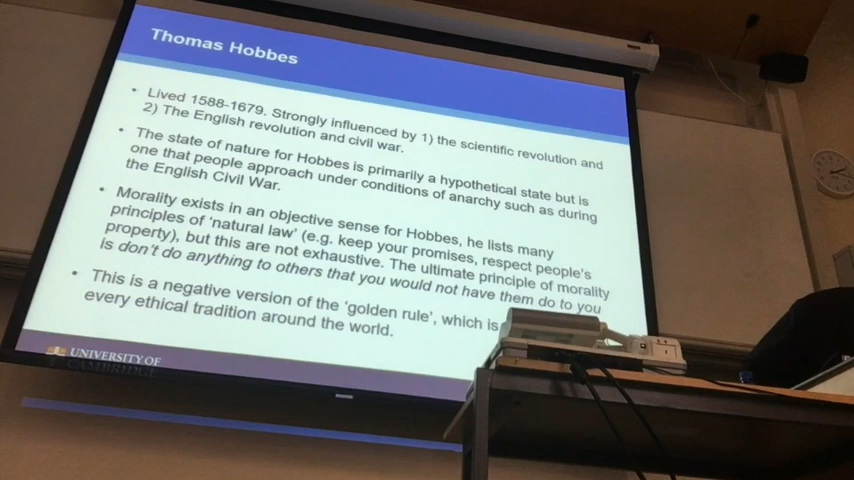 Thomas Hobbes
• Lived 1588-1679. Strongly influenced by 1) the scientific revolution and
2) The English revolution and civil war.
• The state of nature for Hobbes is primarily a hypothetical state but is
one that people approach under conditions of anarchy such as during
the English Civil War.
• Morality exists in an objective sense for Hobbes, he lists many
principles of 'natural law' (e.g. keep your promises, respect people's
property), but this are not exhaustive. The ultimate principle of morality
is don't do anything to others that you would not have them do to you
• This is a negative version of the 'golden rule', which is
every ethical tradition around the world.
UNIVERSITY OF
CAMBRIDGE